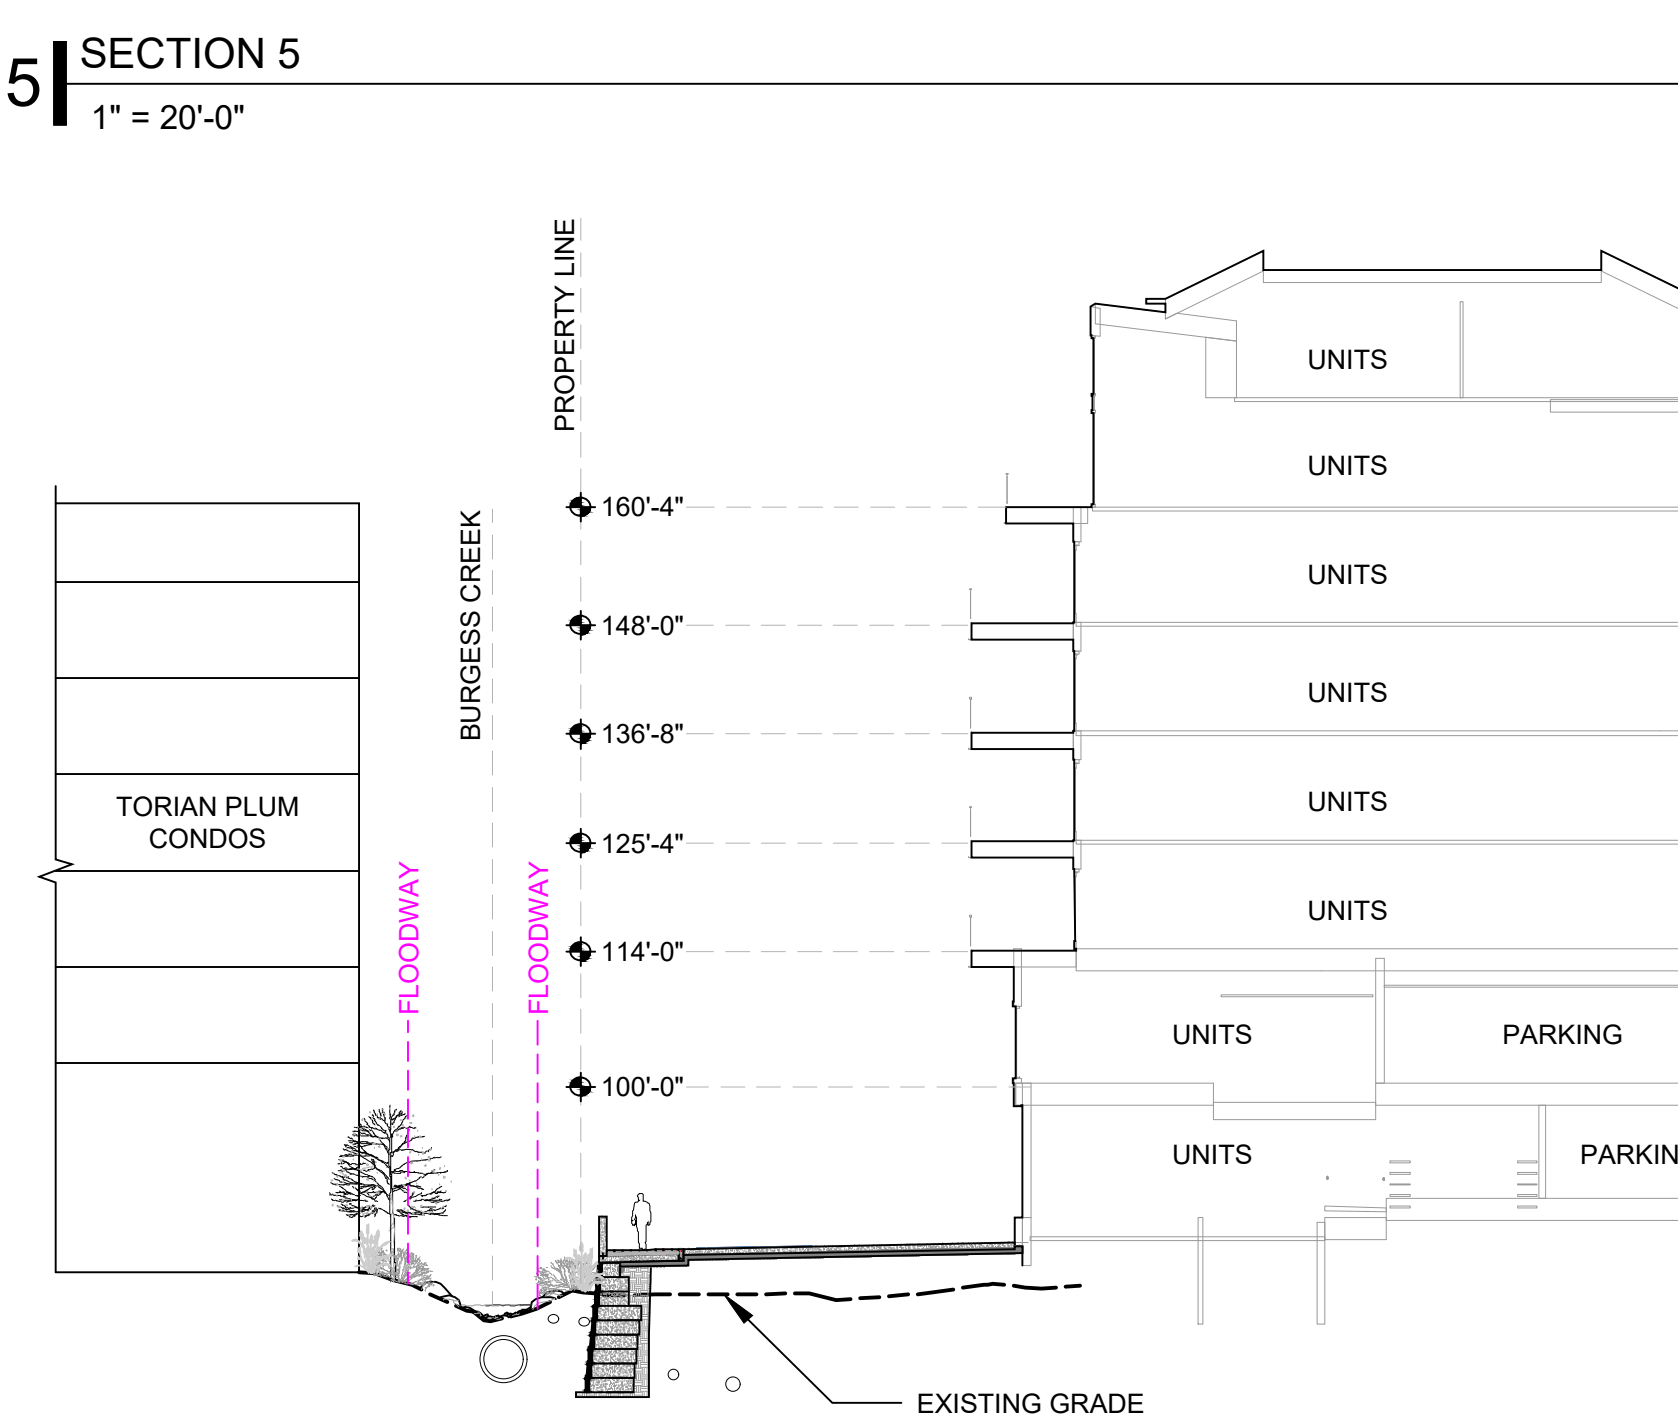 5
SECTION 5
1" = 20'-0"
PROPERTY LINE
BURGESS CREEK
UNITS
UNITS
160'-4"
UNITS
148'-0"
UNITS
136'-8"
TORIAN PLUM
CONDOS
UNITS
125'-4"
FLOODWAY
FLOODWAY
UNITS
114'-0"
UNITS
PARKING
100'-0"
UNITS
PARKIN
EXISTING GRADE